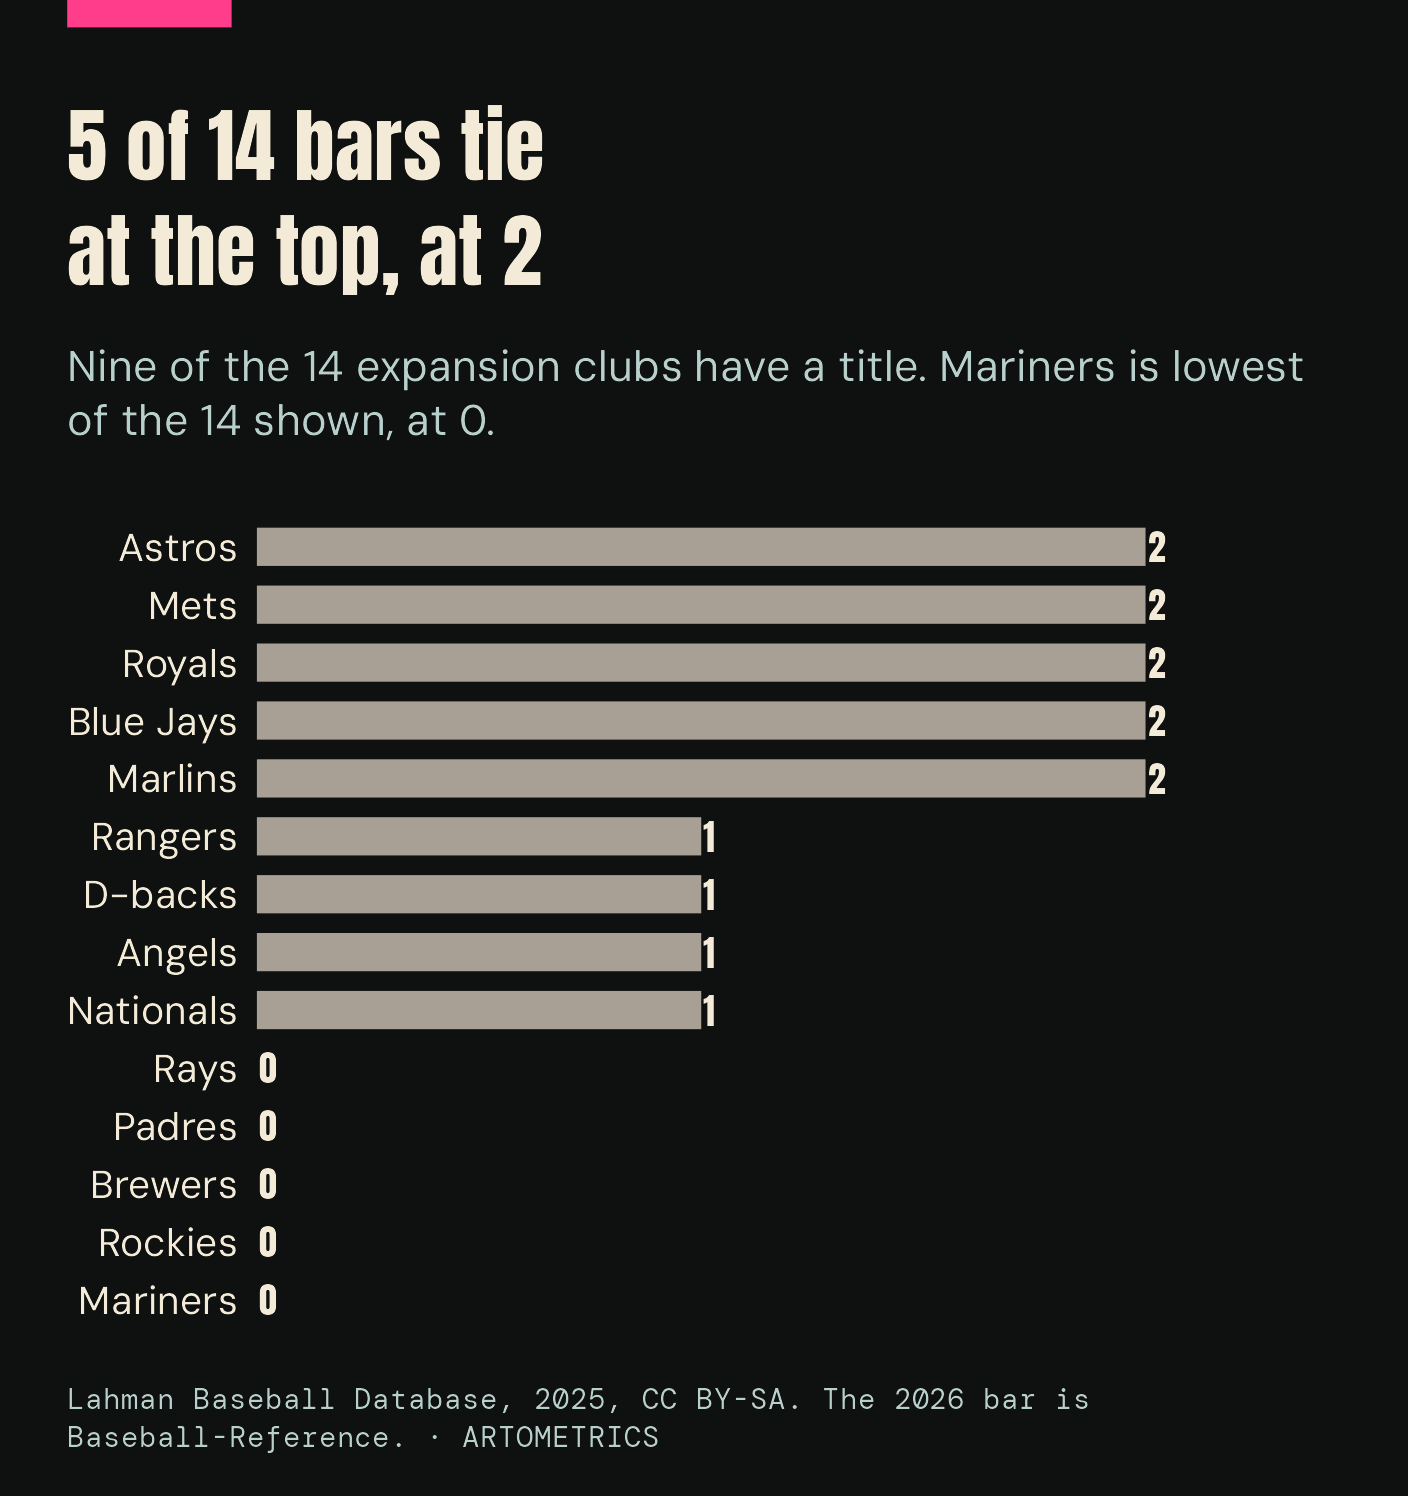 5 of 14 bars tie
at the top, at 2
Nine of the 14 expansion clubs have a title. Mariners is lowest
of the 14 shown, at 0.
Astros 2
Mets 2
Royals 2
Blue Jays 2
Marlins 2
Rangers 1
D-backs 1
Angels 1
Nationals 1
Rays 0
Padres 0
Brewers 0
Rockies 0
Mariners 0
Lahman Baseball Database, 2025, CC BY-SA. The 2026 bar is
Baseball-Reference. · ARTOMETRICS